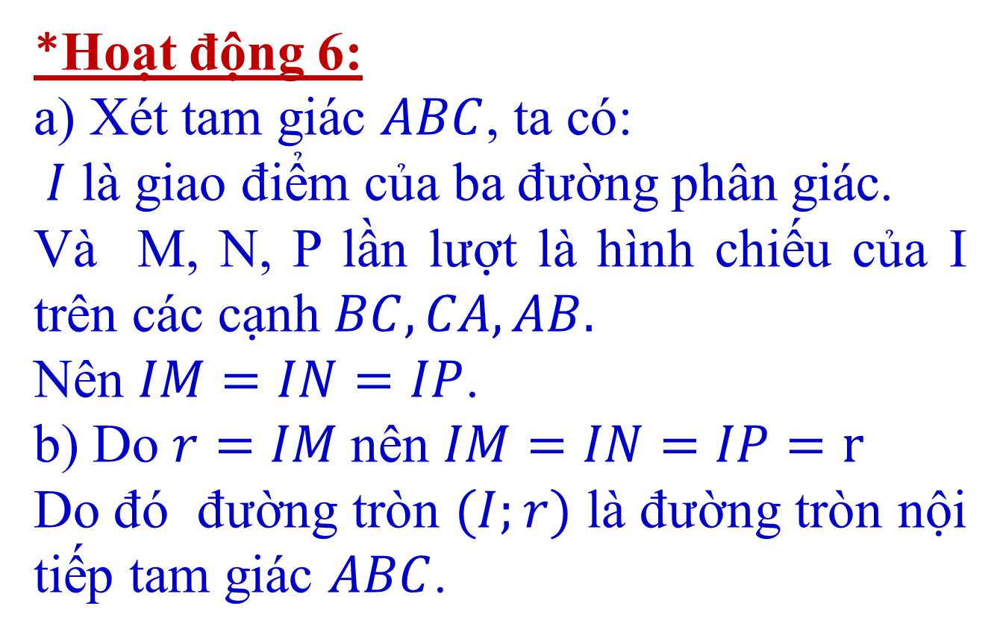 *Hoạt động 6:
a) Xét tam giác ABC, ta có:
I là giao điểm của ba đường phân giác.
Và M, N, P lần lượt là hình chiếu của I
trên các cạnh BC, CA, AB.
Nên IM = IN = IP.
b) Do r = IM nên IM = IN = IP = r
Do đó đường tròn (I; r) là đường tròn nội
tiếp tam giác ABC.